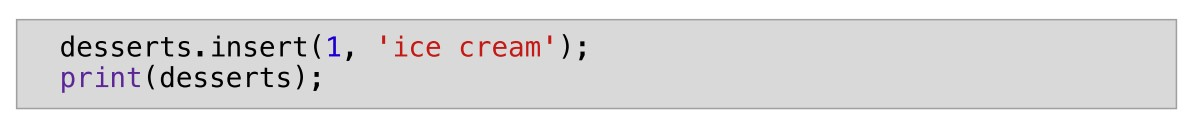 desserts.insert(1, 'ice cream');
print(desserts);